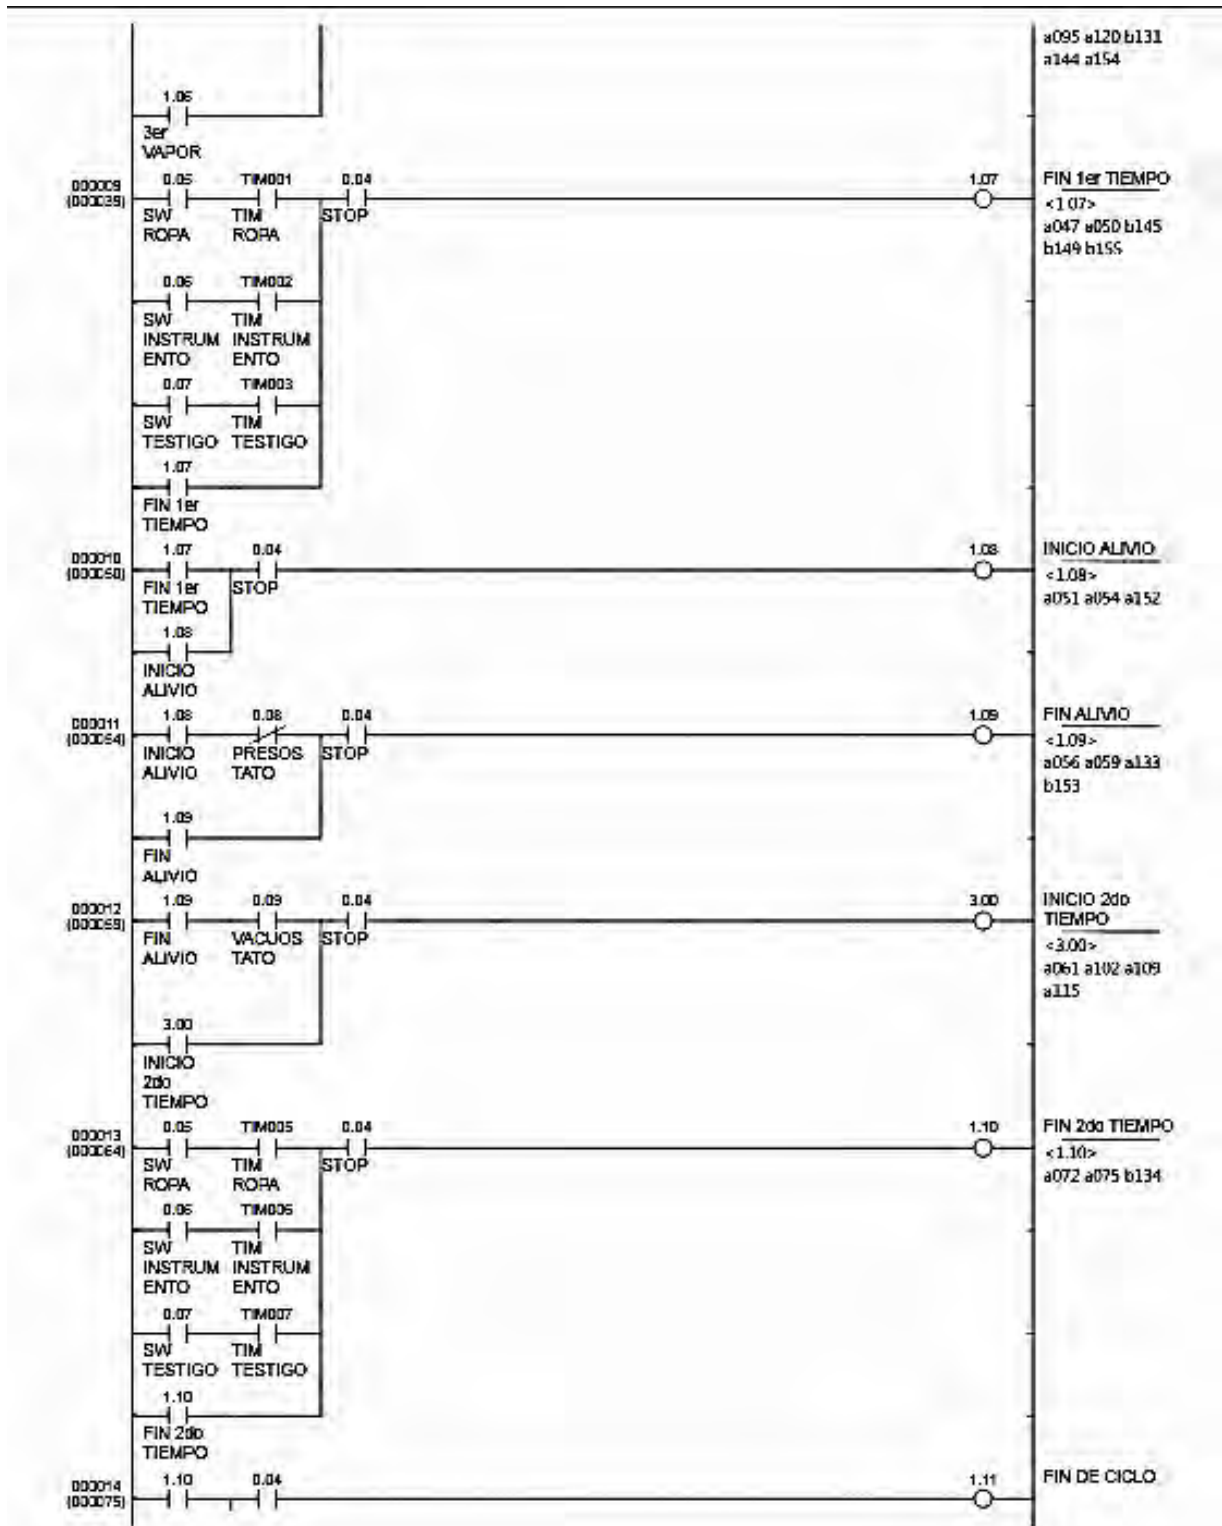 a095 a120 b131
a144 a154
1.06
3er
VAPOR
000009
(000039)
0.05 TIM001 0.04
SW TIM STOP
ROPA ROPA
1.07
FIN 1er TIEMPO
<1.07>
a047 a050 b145
b149 b155
0.06 TIM002
SW TIM
INSTRUM INSTRUM
ENTO ENTO
0.07 TIM003
SW TIM
TESTIGO TESTIGO
1.07
FIN 1er
TIEMPO
000010
(000050)
1.07 0.04
FIN 1er STOP
TIEMPO
1.08
INICIO ALIVIO
<1.08>
a051 a054 a152
1.08
INICIO
ALIVIO
000011
(000054)
1.08 0.08 0.04
INICIO PRESOS STOP
ALIVIO TATO
1.09
FIN ALIVIO
<1.09>
a056 a059 a133
b153
1.09
FIN
ALIVIO
000012
(000059)
1.09 0.09 0.04
FIN VACUOS STOP
ALIVIO TATO
3.00
INICIO 2do
TIEMPO
<3.00>
a061 a102 a109
a115
3.00
INICIO
2do
TIEMPO
000013
(000064)
0.05 TIM005 0.04
SW TIM STOP
ROPA ROPA
1.10
FIN 2do TIEMPO
<1.10>
a072 a075 b134
0.06 TIM006
SW TIM
INSTRUM INSTRUM
ENTO ENTO
0.07 TIM007
SW TIM
TESTIGO TESTIGO
1.10
FIN 2do
TIEMPO
000014
(000075)
1.10 0.04
1.11
FIN DE CICLO